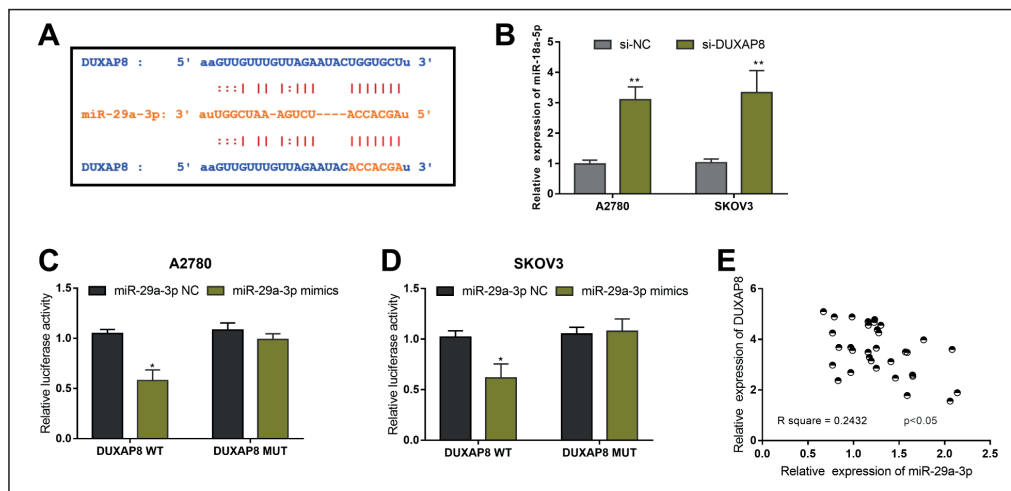 A
DUXAP8 : 5' aaGUUGUUUGUUAGAAUACUGGUGCUu 3'
:::| || |:||| |||||||
miR-29a-3p: 3' auUGGCUAA-AGUCU----ACCACGAu 5'
:::| || |:||| |||||||
DUXAP8 : 5' aaGUUGUUUGUUAGAAUACACCACGAu 3'
B
si-NC si-DUXAP8
Relative expression of miR-18a-5p
5
4
3
2
1
0
** **
A2780 SKOV3
C
A2780
miR-29a-3p NC miR-29a-3p mimics
Relative luciferase activity
1.5
1.0
0.5
0.0
*
DUXAP8 WT DUXAP8 MUT
D
SKOV3
miR-29a-3p NC miR-29a-3p mimics
Relative luciferase activity
1.5
1.0
0.5
0.0
*
DUXAP8 WT DUXAP8 MUT
E
Relative expression of DUXAP8
6
4
2
0
R square = 0.2432 p<0.05
0.0 0.5 1.0 1.5 2.0 2.5
Relative expression of miR-29a-3p